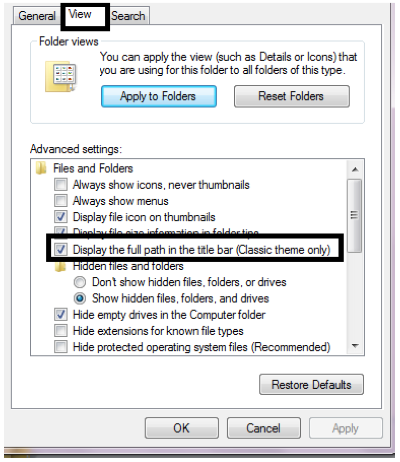 General View Search
Folder views
You can apply the view (such as Details or Icons) that
you are using for this folder to all folders of this type.
Apply to Folders Reset Folders
Advanced settings:
Files and Folders
Always show icons, never thumbnails
Always show menus
Display file icon on thumbnails
Display file size information in folder tips
Display the full path in the title bar (Classic theme only)
Hidden files and folders
Don't show hidden files, folders, or drives
Show hidden files, folders, and drives
Hide empty drives in the Computer folder
Hide extensions for known file types
Hide protected operating system files (Recommended)
Restore Defaults
OK Cancel Apply